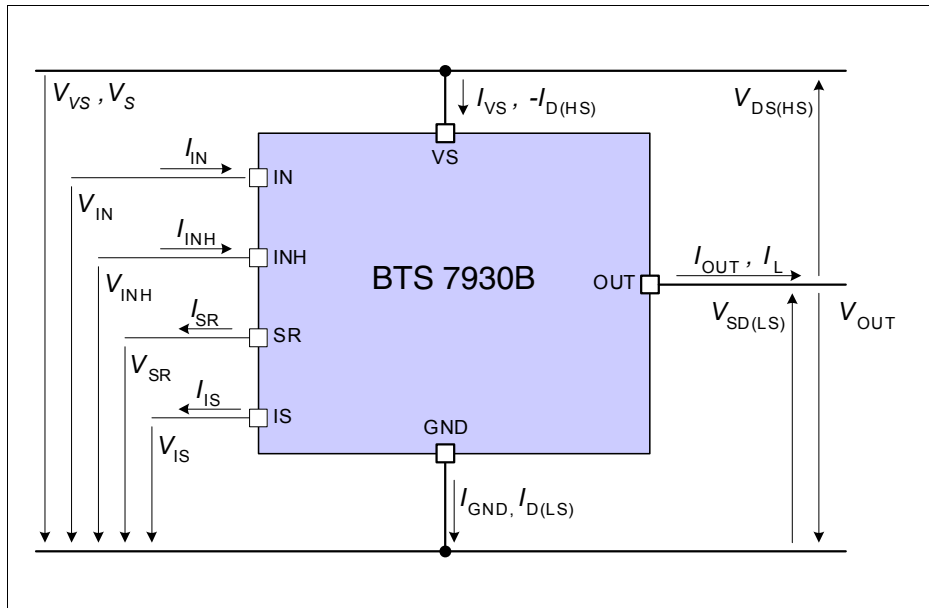 V_VS , V_S
I_VS , -I_D(HS)
V_DS(HS)
VS
I_IN
IN
V_IN
I_INH
INH
V_INH
BTS 7930B
OUT
I_OUT , I_L
I_SR
SR
V_SR
V_SD(LS)
V_OUT
I_IS
IS
V_IS
GND
I_GND, I_D(LS)